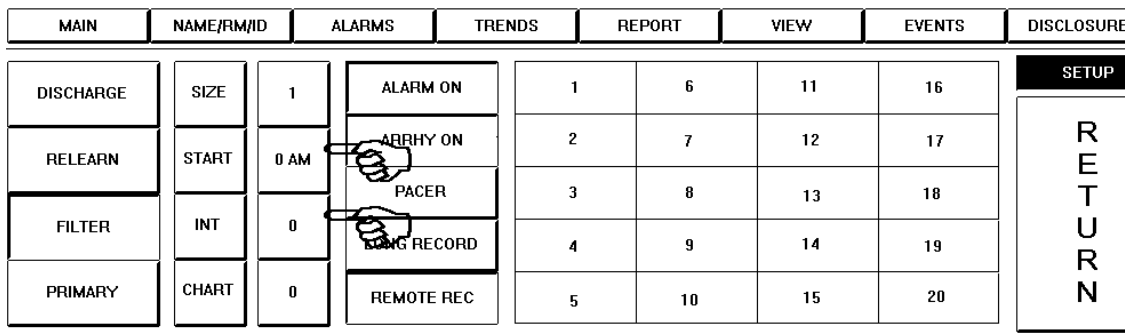 MAIN NAME/RM/ID ALARMS TRENDS REPORT VIEW EVENTS DISCLOSURE
SETUP
DISCHARGE SIZE 1 ALARM ON 1 6 11 16
RELEARN START 0 AM ARRHY ON 2 7 12 17
PACER 3 8 13 18
FILTER INT 0 LONG RECORD 4 9 14 19
PRIMARY CHART 0 REMOTE REC 5 10 15 20
RETURN